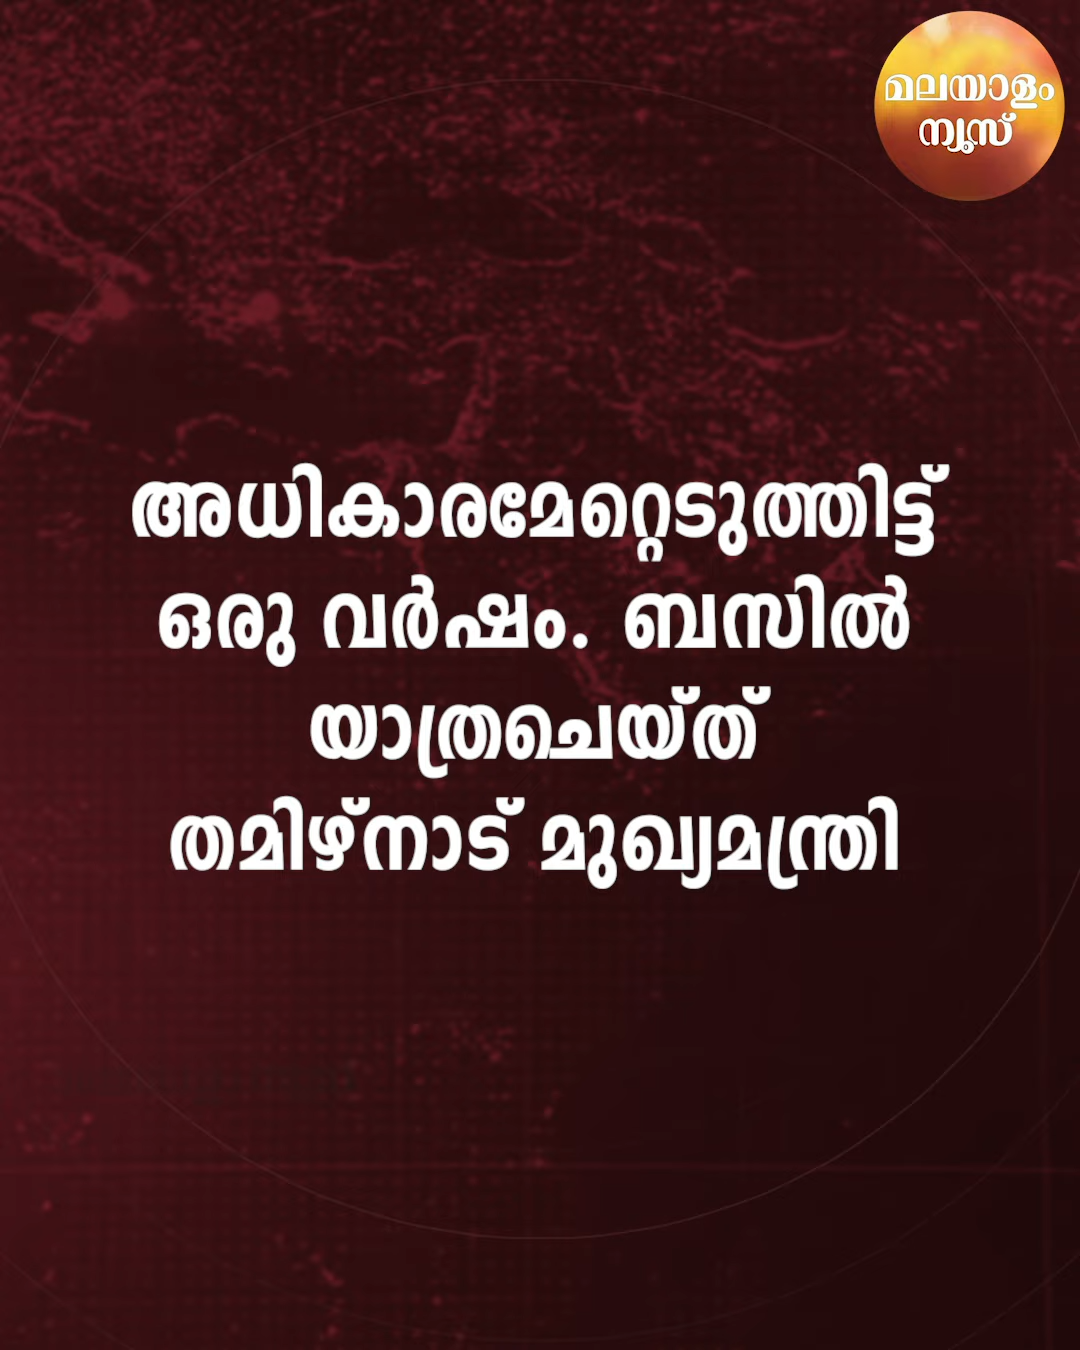 മലയാളം
ന്യൂസ്
അധികാരമേറ്റെടുത്തിട്ട്
ഒരു വർഷം. ബസിൽ
യാത്രചെയ്ത്
തമിഴ്നാട് മുഖ്യമന്ത്രി